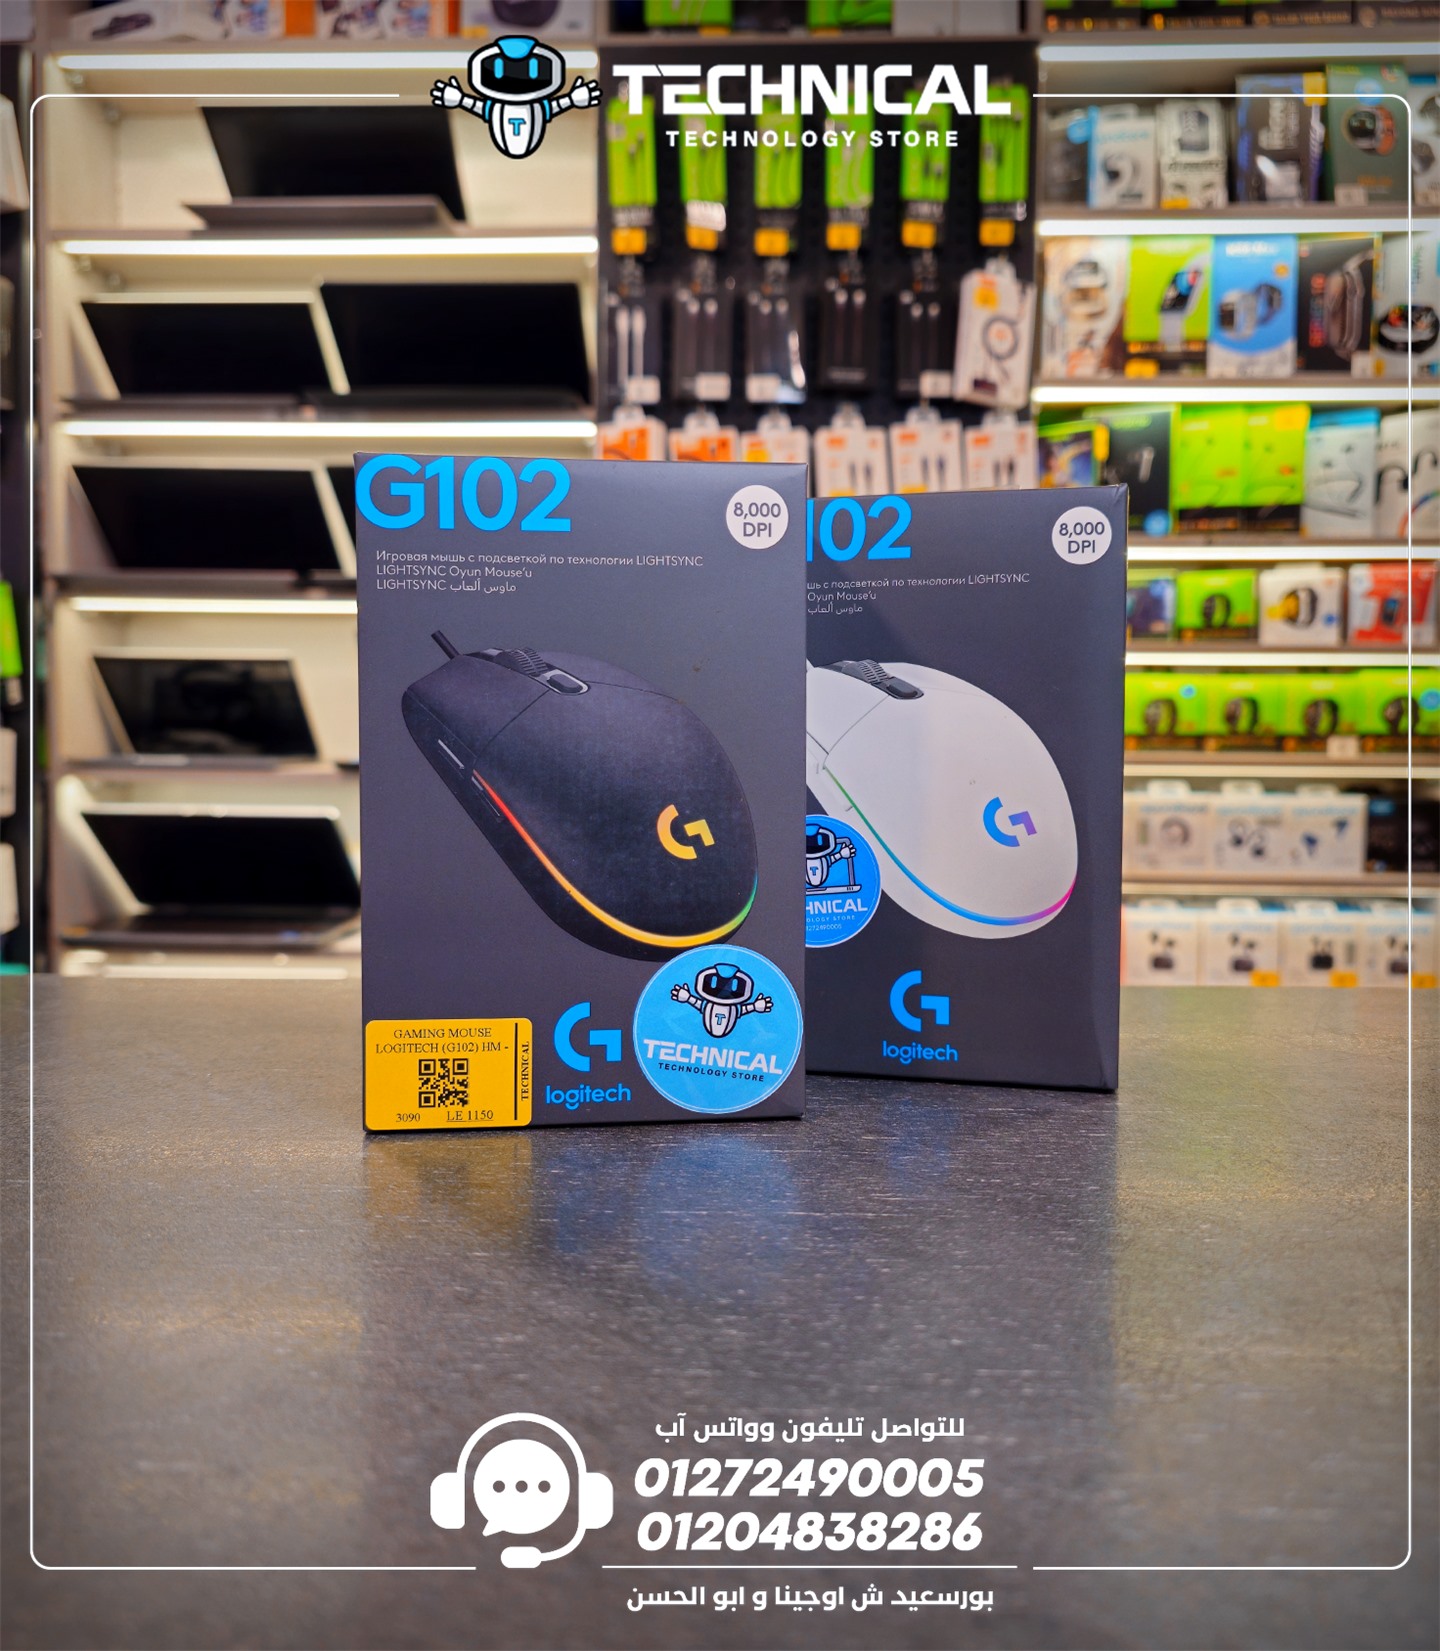 TECHNICAL
TECHNOLOGY STORE
G102
8,000
DPI
Игровая мышь с подсветкой по технологии LIGHTSYNC
LIGHTSYNC Oyun Mouse'u
LIGHTSYNC ماوس ألعاب
102
8,000
DPI
шь с подсветкой по технологии LIGHTSYNC
Oyun Mouse'u
ماوس ألعاب
HNICAL
GAMING MOUSE
LOGITECH (G102) HM -
TECHNICAL
3090 LE 1150
logitech
TECHNICAL
TECHNOLOGY STORE
logitech
للتواصل تليفون وواتس آب
01272490005
01204838286
بورسعيد ش اوجينا و ابو الحسن